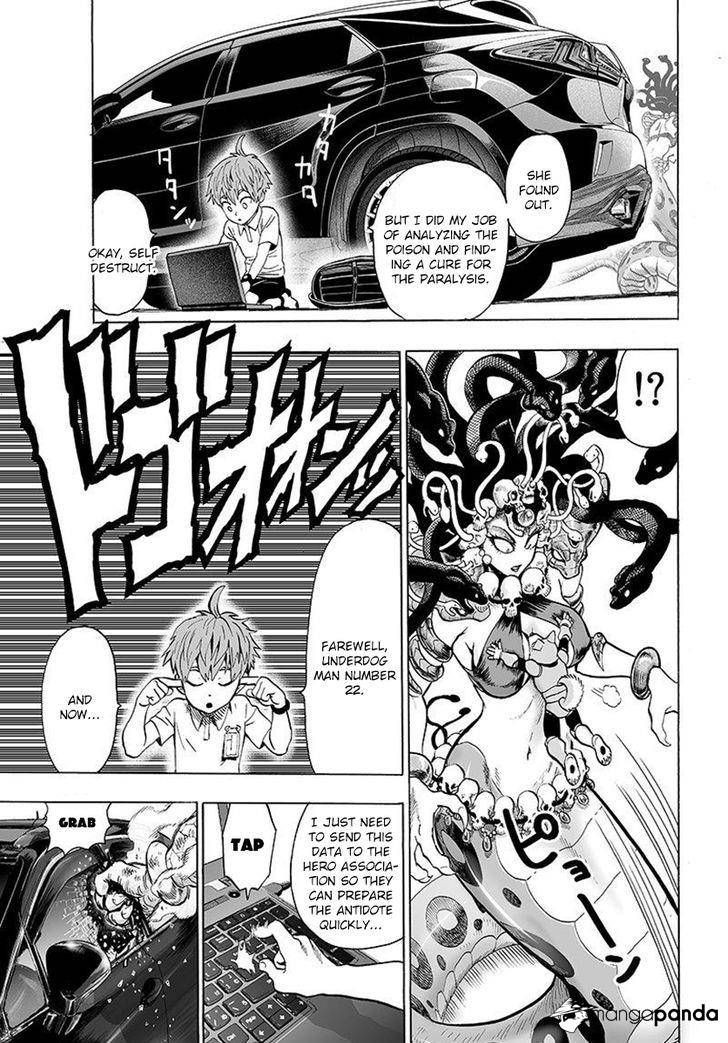 SHE
FOUND
OUT.
BUT I DID MY JOB
OF ANALYZING THE
POISON AND FIND-
ING A CURE FOR
THE PARALYSIS.
カタ
カタ
タタンッ
OKAY, SELF
DESTRUCT.
!?
ピョーン
ドゴオオオンッ
FAREWELL,
UNDERDOG
MAN NUMBER
22.
AND
NOW...
I JUST NEED
TO SEND THIS
DATA TO THE
HERO ASSOCIA-
TION SO THEY
CAN PREPARE
THE ANTIDOTE
QUICKLY...
TAP
GRAB
mangapanda